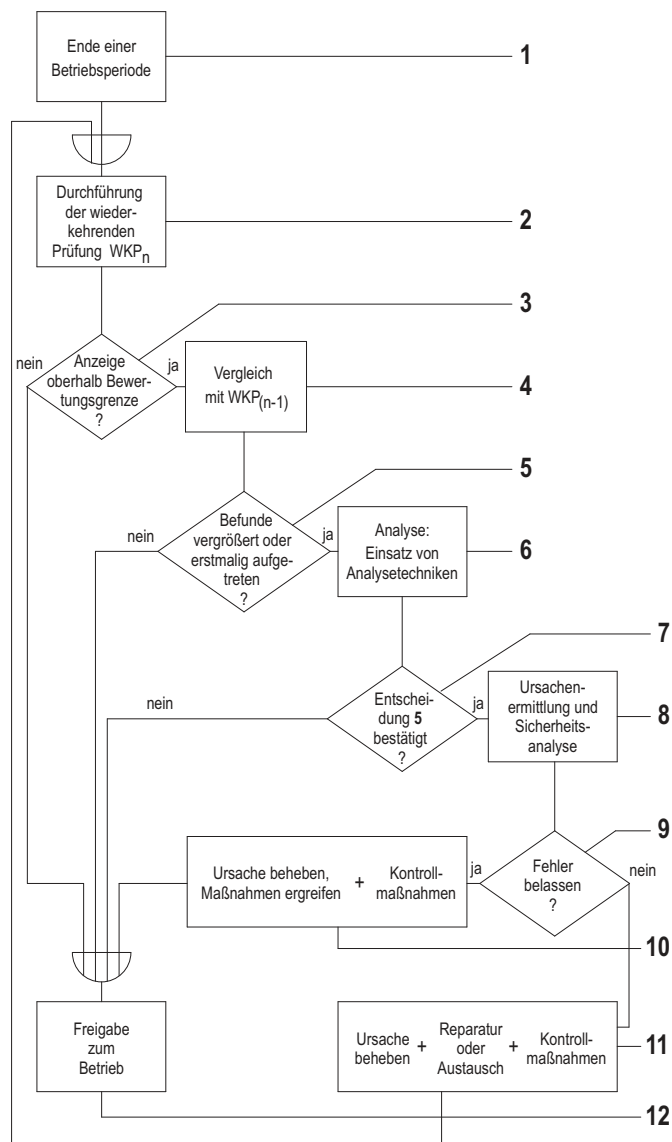 Ende einer
Betriebsperiode
1
Durchführung
der wieder-
kehrenden
Prüfung WKPn
2
3
nein
Anzeige
oberhalb Bewer-
tungsgrenze
?
ja
Vergleich
mit WKP(n-1)
4
5
nein
Befunde
vergrößert oder
erstmalig aufge-
treten
?
ja
Analyse:
Einsatz von
Analysetechniken
6
7
nein
Entschei-
dung 5
bestätigt
?
ja
Ursachen-
ermittlung und
Sicherheits-
analyse
8
9
Ursache beheben,
Maßnahmen ergreifen
+
Kontroll-
maßnahmen
ja
Fehler
belassen
?
nein
10
Freigabe
zum
Betrieb
Ursache
beheben
+
Reparatur
oder
Austausch
+
Kontroll-
maßnahmen
11
12